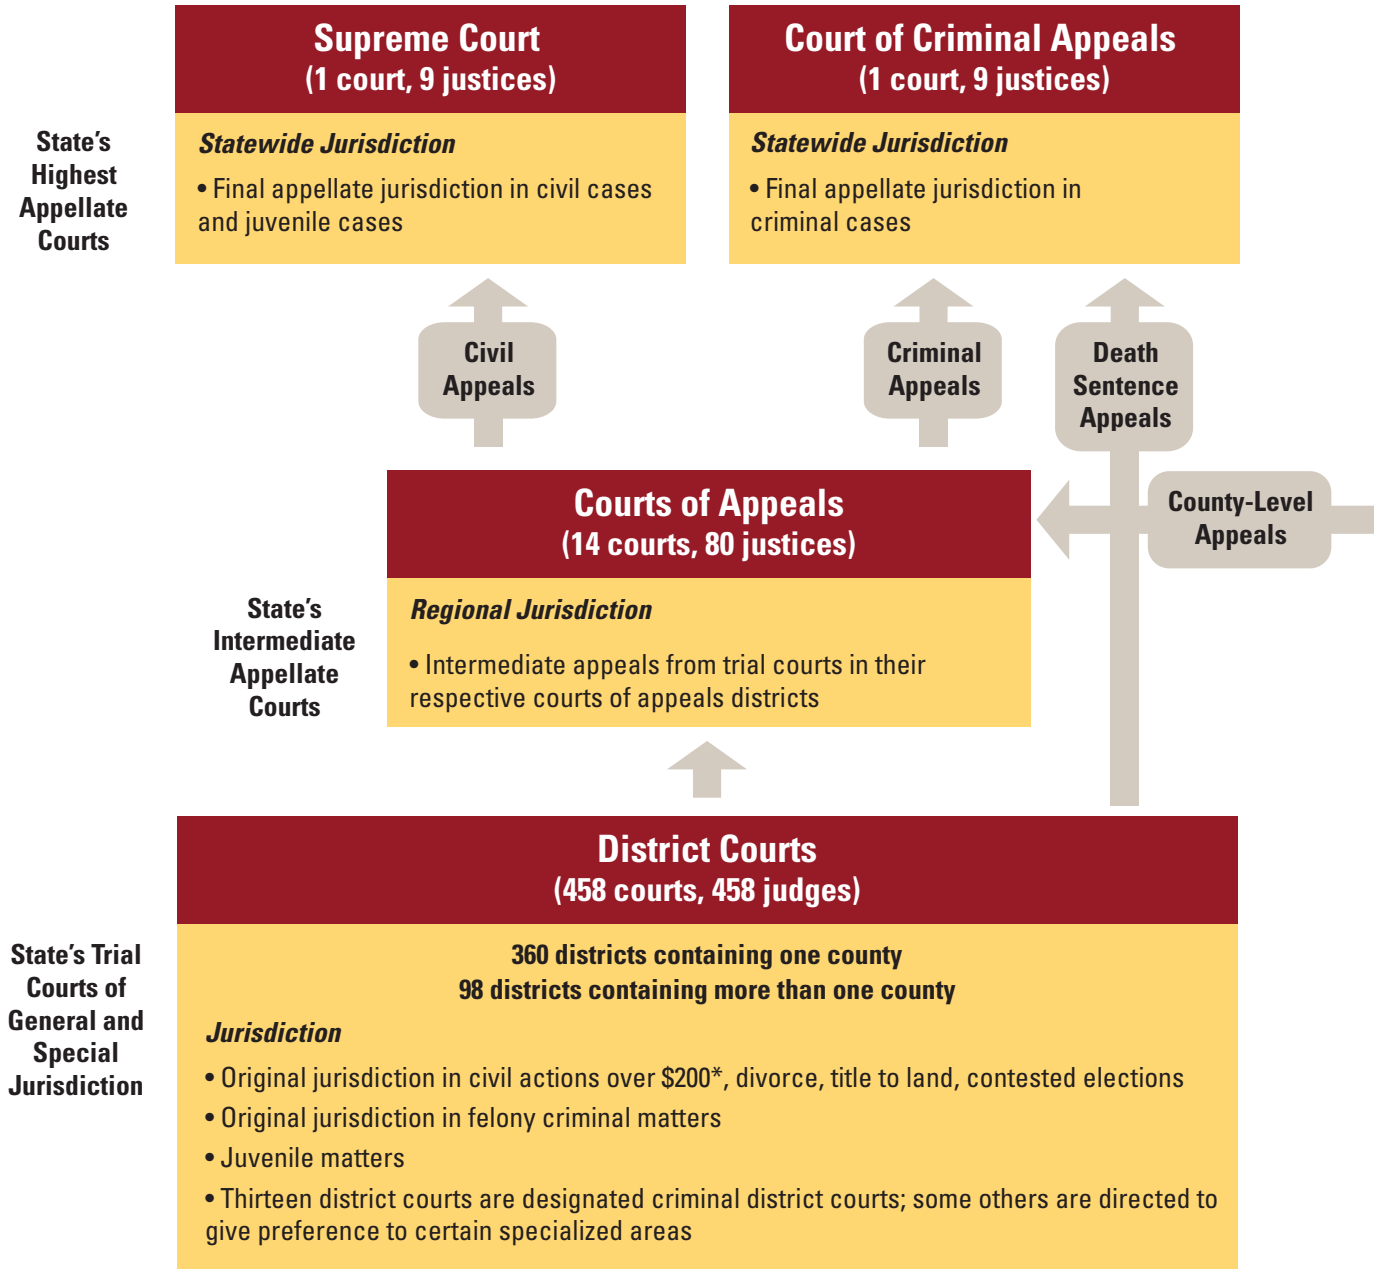 Supreme Court
(1 court, 9 justices)
Court of Criminal Appeals
(1 court, 9 justices)
State’s
Highest
Appellate
Courts
Statewide Jurisdiction
• Final appellate jurisdiction in civil cases
and juvenile cases
Statewide Jurisdiction
• Final appellate jurisdiction in
criminal cases
Civil
Appeals
Criminal
Appeals
Death
Sentence
Appeals
Courts of Appeals
(14 courts, 80 justices)
County-Level
Appeals
State’s
Intermediate
Appellate
Courts
Regional Jurisdiction
• Intermediate appeals from trial courts in their
respective courts of appeals districts
District Courts
(458 courts, 458 judges)
State’s Trial
Courts of
General and
Special
Jurisdiction
360 districts containing one county
98 districts containing more than one county
Jurisdiction
• Original jurisdiction in civil actions over $200*, divorce, title to land, contested elections
• Original jurisdiction in felony criminal matters
• Juvenile matters
• Thirteen district courts are designated criminal district courts; some others are directed to
give preference to certain specialized areas